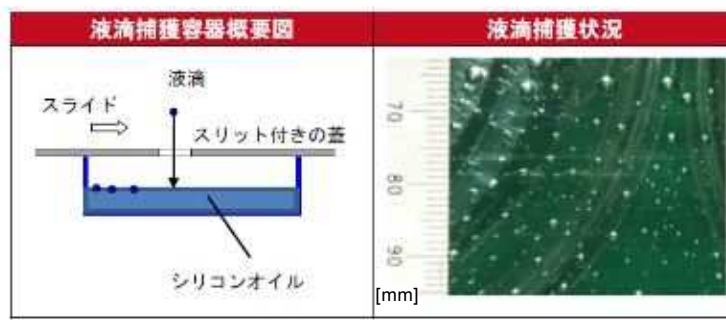 液滴捕獲容器概要図
液滴捕獲状況
液滴
スライド
スリット付きの蓋
シリコンオイル
70
80
90
[mm]